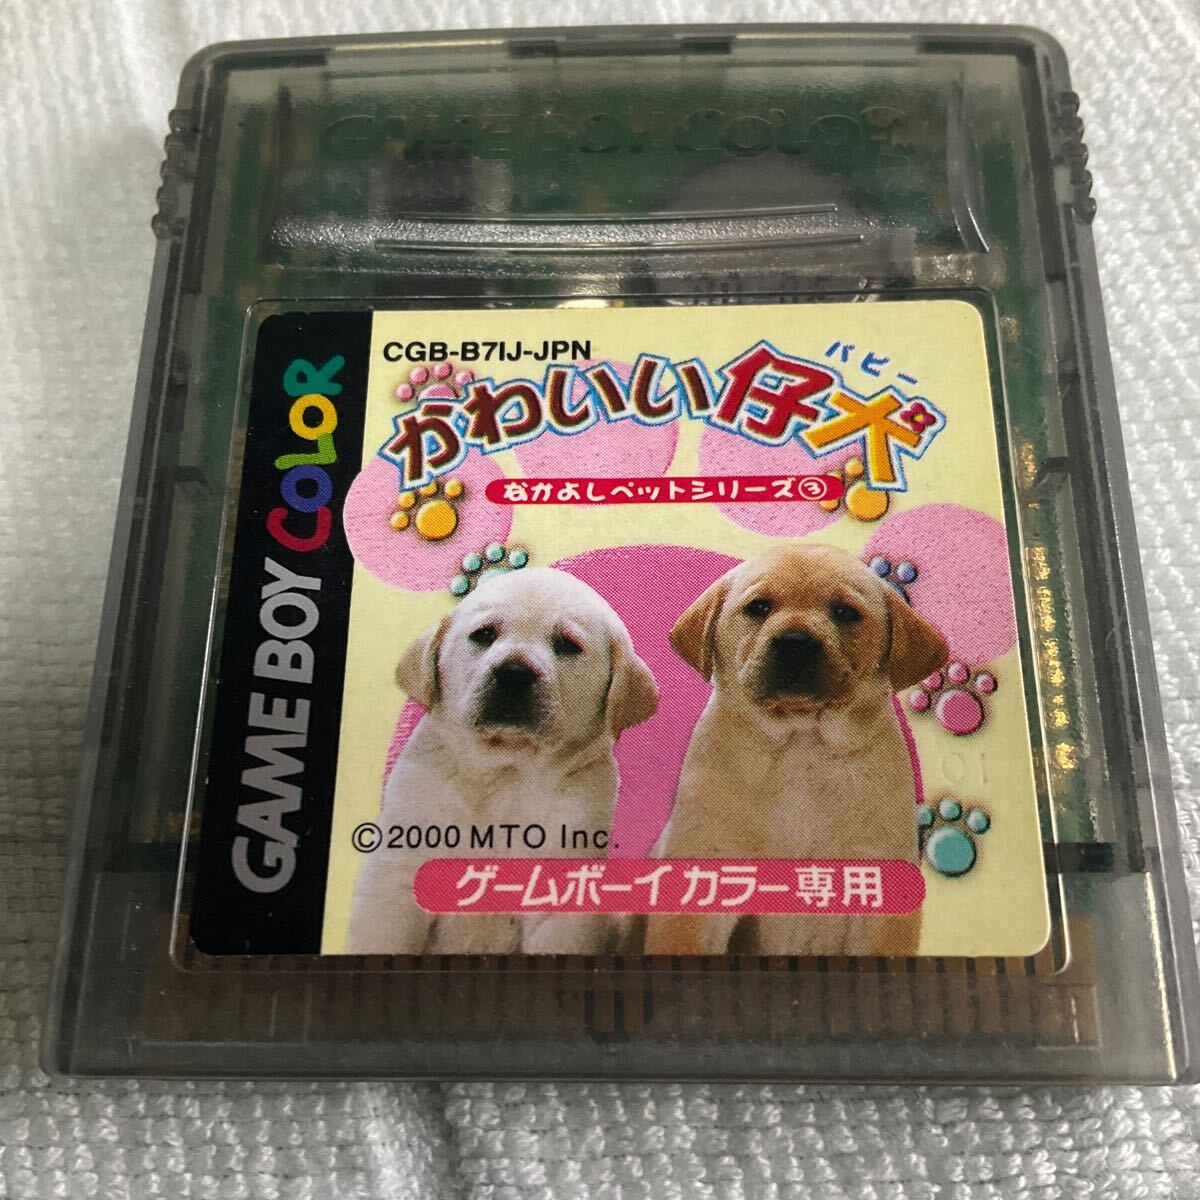 GAME BOY COLOR
GAME BOY COLOR
CGB-B7IJ-JPN
パピー
かわいい仔犬
なかよしペットシリーズ③
©2000 MTO Inc.
ゲームボーイカラー専用